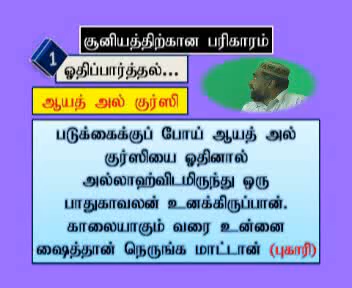 சூனியத்திற்கான பரிகாரம்
1
ஓதிப்பார்த்தல்...
ஆயத் அல் குர்ஸி
படுக்கைக்குப் போய் ஆயத் அல்
குர்ஸியை ஓதினால்
அல்லாஹ்விடமிருந்து ஒரு
பாதுகாவலன் உனக்கிருப்பான்.
காலையாகும் வரை உன்னை
ஷைத்தான் நெருங்க மாட்டான் (புகாரி)